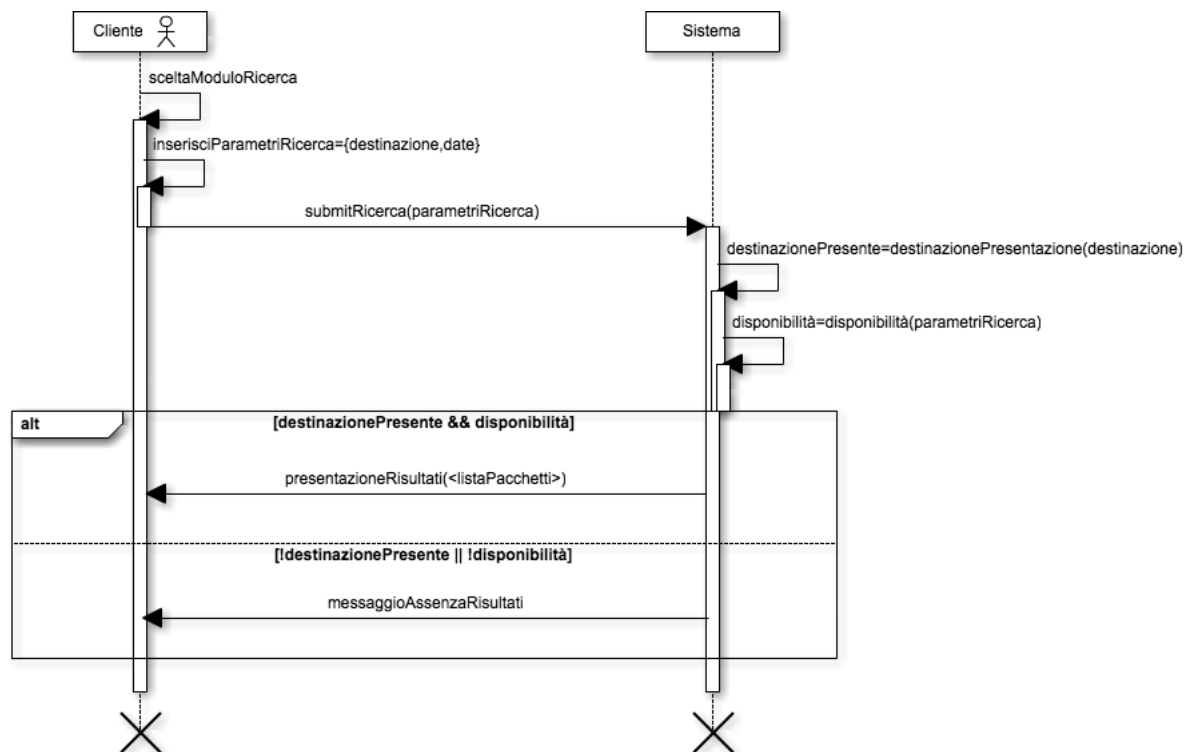 Cliente
Sistema
sceltaModuloRicerca
inserisciParametriRicerca={destinazione,date}
submitRicerca(parametriRicerca)
destinazionePresente=destinazionePresentazione(destinazione)
disponibilità=disponibilità(parametriRicerca)
alt
[destinazionePresente && disponibilità]
presentazioneRisultati(<listaPacchetti>)
[!destinazionePresente || !disponibilità]
messaggioAssenzaRisultati